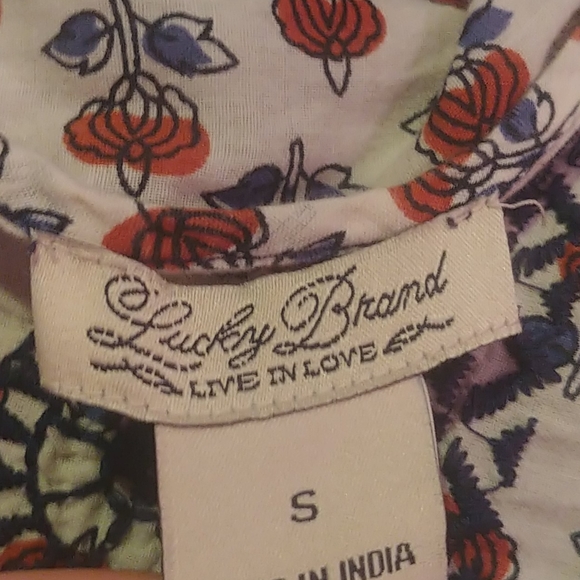 Lucky Brand
LIVE IN LOVE
S
IN INDIA